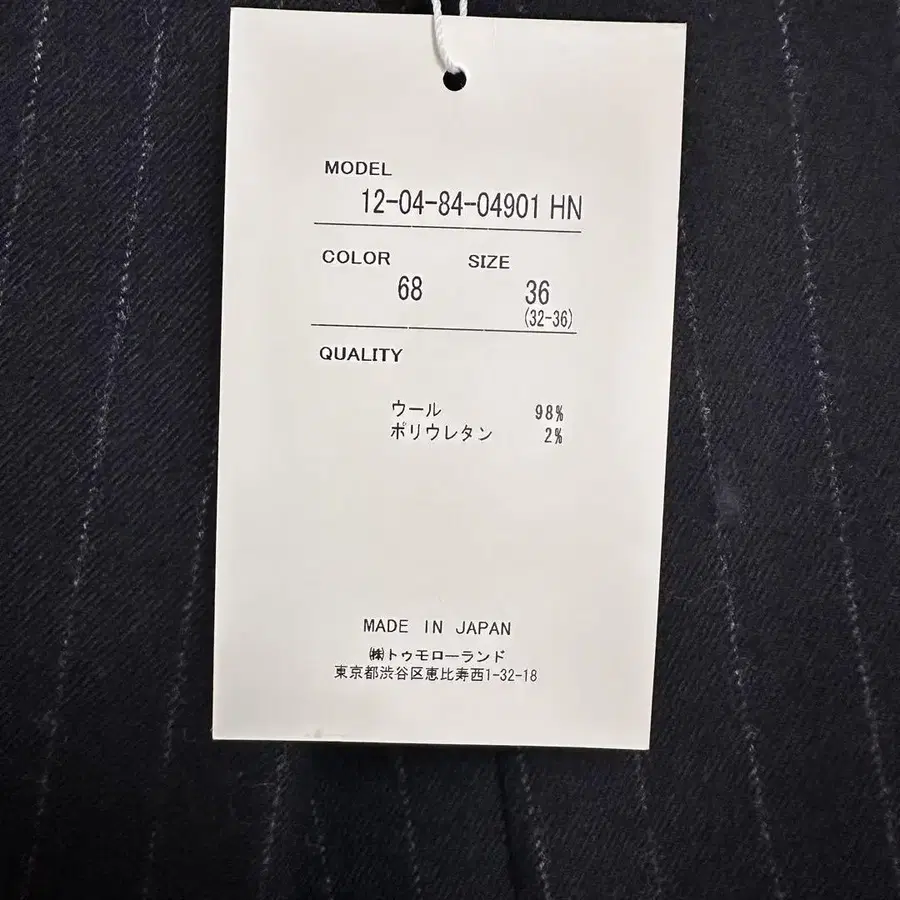 MODEL
12-04-84-04901 HN
COLOR SIZE
68 36
(32-36)
QUALITY
ウール 98%
ポリウレタン 2%
MADE IN JAPAN
㈱トゥモローランド
東京都渋谷区恵比寿西1-32-18